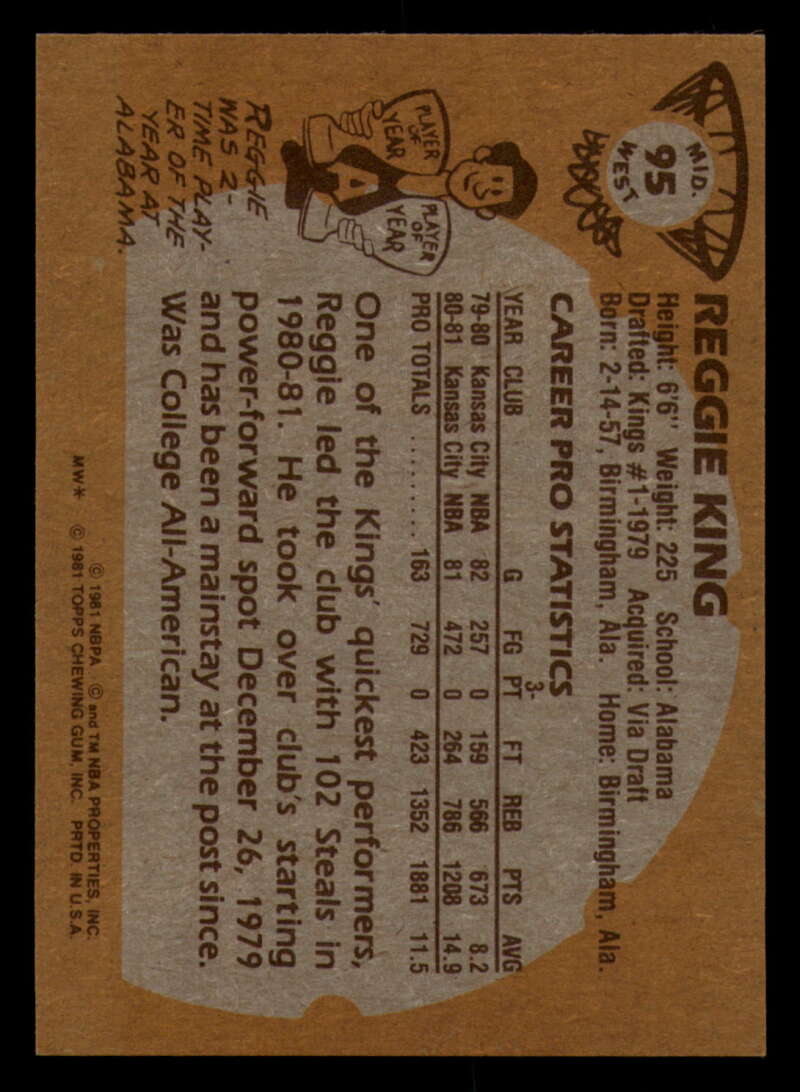 MID.
95
WEST
REGGIE KING
Height: 6'6" Weight: 225 School: Alabama
Drafted: Kings #1-1979 Acquired: Via Draft
Born: 2-14-57, Birmingham, Ala. Home: Birmingham, Ala.
CAREER PRO STATISTICS
3-
YEAR CLUB G FG PT FT REB PTS AVG
79-80 Kansas City NBA 82 257 0 159 566 673 8.2
80-81 Kansas City NBA 81 472 0 264 786 1208 14.9
PRO TOTALS .......... 163 729 0 423 1352 1881 11.5
PLAYER
OF
YEAR
PLAYER
OF
YEAR
A
REGGIE
WAS 2-
TIME PLAY-
ER OF THE
YEAR AT
ALABAMA.
One of the Kings' quickest performers,
Reggie led the club with 102 Steals in
1980-81. He took over club's starting
power-forward spot December 26, 1979
and has been a mainstay at the post since.
Was College All-American.
© 1981 NBPA © and TM NBA PROPERTIES, INC.
MW* © 1981 TOPPS CHEWING GUM, INC. PRTD. IN U.S.A.